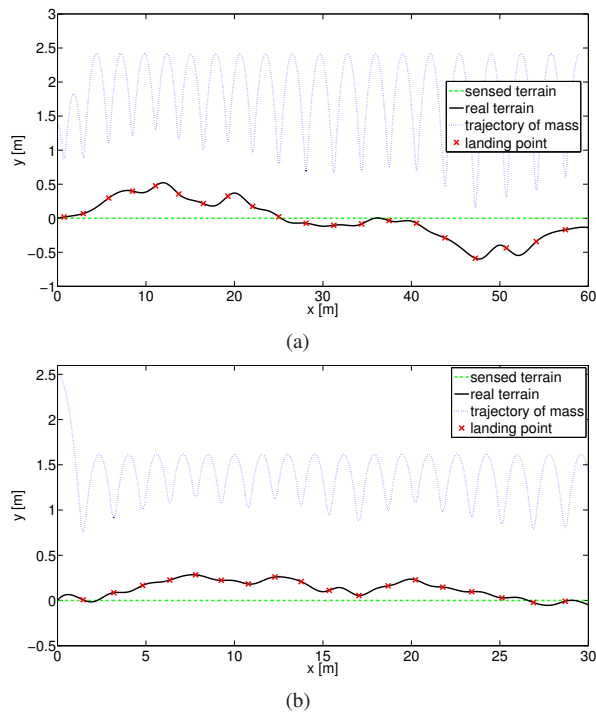 3
2.5
2
1.5
1
0.5
0
−0.5
−1
y [m]
sensed terrain
real terrain
trajectory of mass
landing point
0 10 20 30 40 50 60
x [m]
(a)
2.5
2
1.5
1
0.5
0
−0.5
y [m]
sensed terrain
real terrain
trajectory of mass
landing point
0 5 10 15 20 25 30
x [m]
(b)